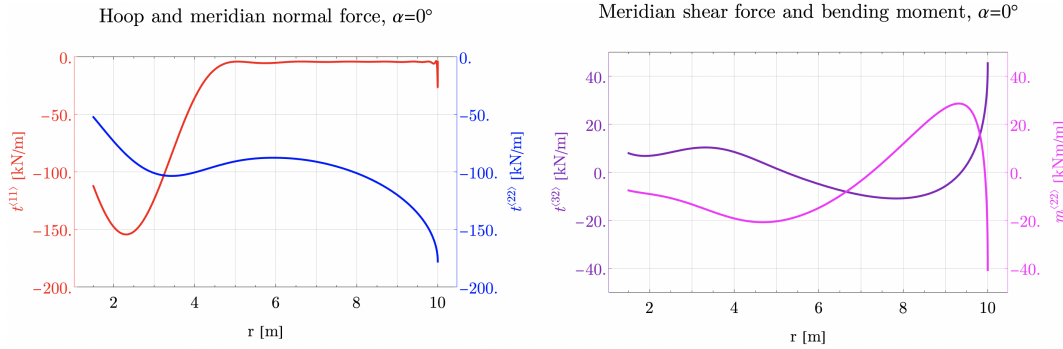 Hoop and meridian normal force, α=0°
0.
−50.
−100.
−150.
−200.
t⟨11⟩ [kN/m]
0.
−50.
−100.
−150.
−200.
t⟨22⟩ [kN/m]
2 4 6 8 10
r [m]
Meridian shear force and bending moment, α=0°
40.
20.
0.
−20.
−40.
t⟨32⟩ [kN/m]
40.
20.
0.
−20.
−40.
m⟨22⟩ [kNm/m]
2 4 6 8 10
r [m]